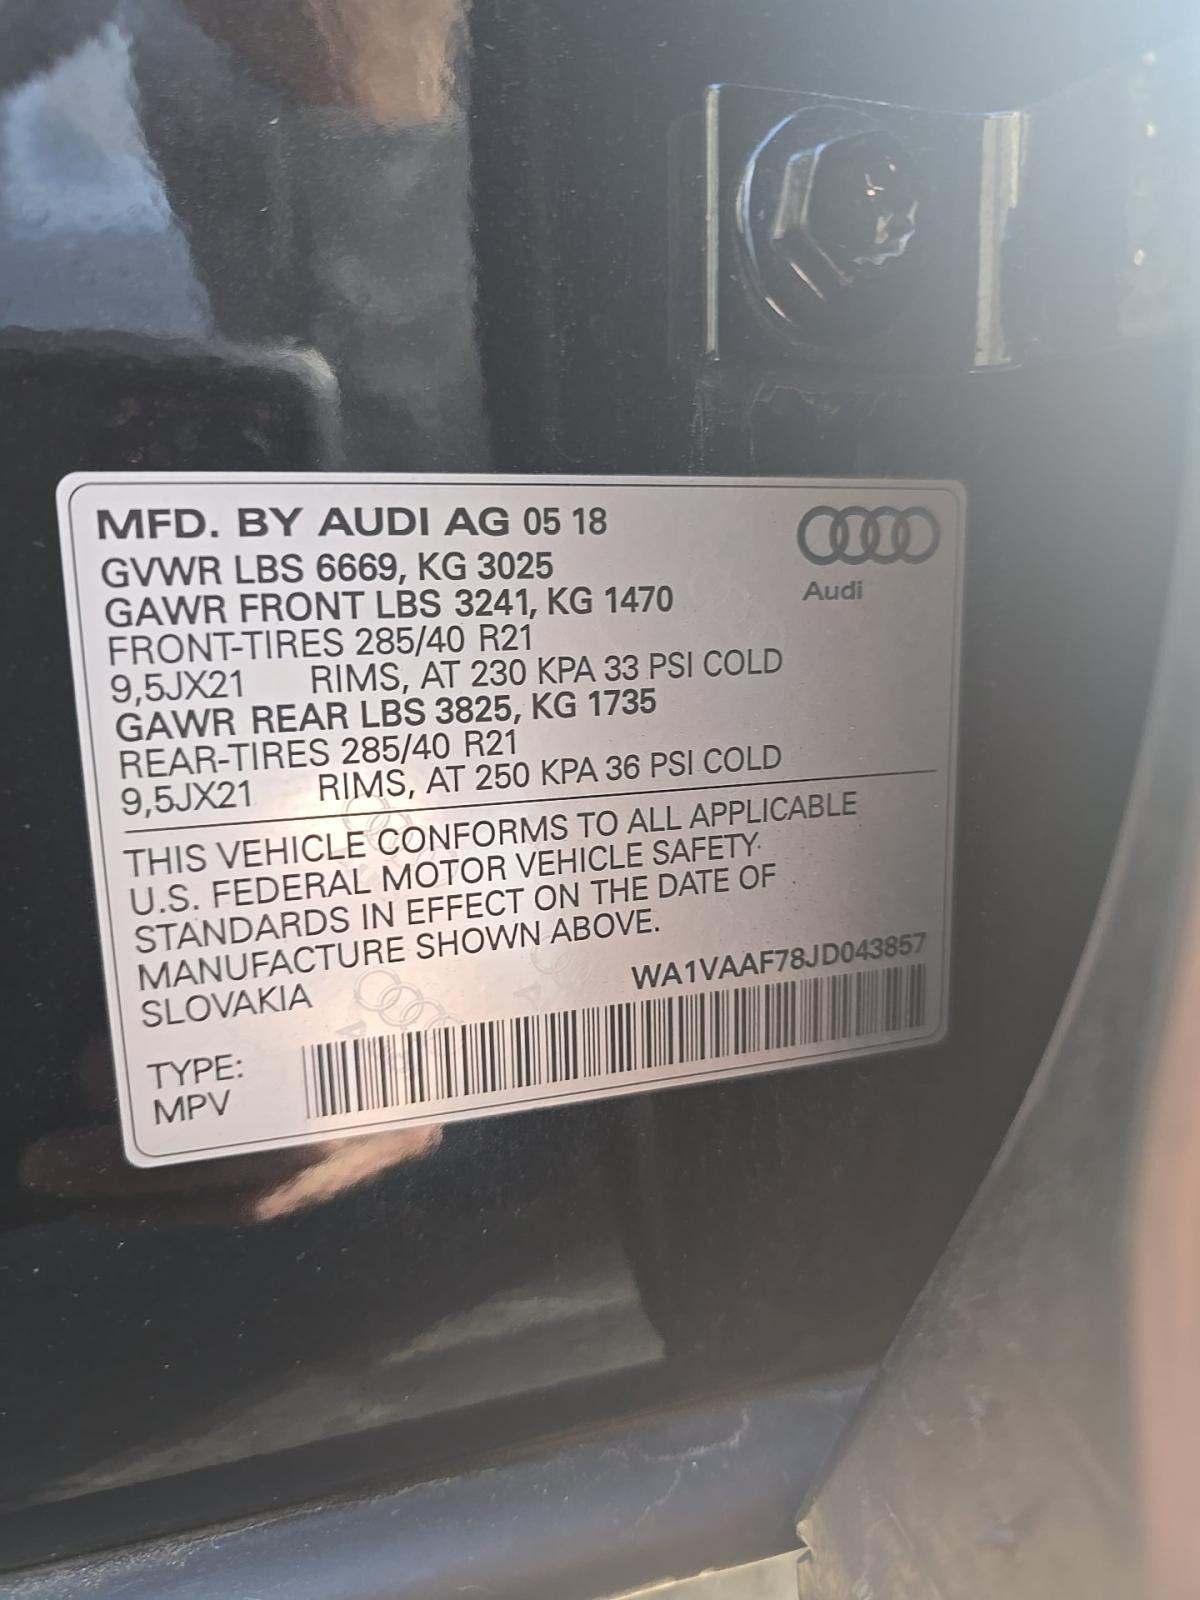 MFD. BY AUDI AG 05 18
Audi
GVWR LBS 6669, KG 3025
GAWR FRONT LBS 3241, KG 1470
FRONT-TIRES 285/40 R21
9,5JX21 RIMS, AT 230 KPA 33 PSI COLD
GAWR REAR LBS 3825, KG 1735
REAR-TIRES 285/40 R21
9,5JX21 RIMS, AT 250 KPA 36 PSI COLD
THIS VEHICLE CONFORMS TO ALL APPLICABLE
U.S. FEDERAL MOTOR VEHICLE SAFETY
STANDARDS IN EFFECT ON THE DATE OF
MANUFACTURE SHOWN ABOVE.
SLOVAKIA WA1VAAF78JD043857
TYPE:
MPV